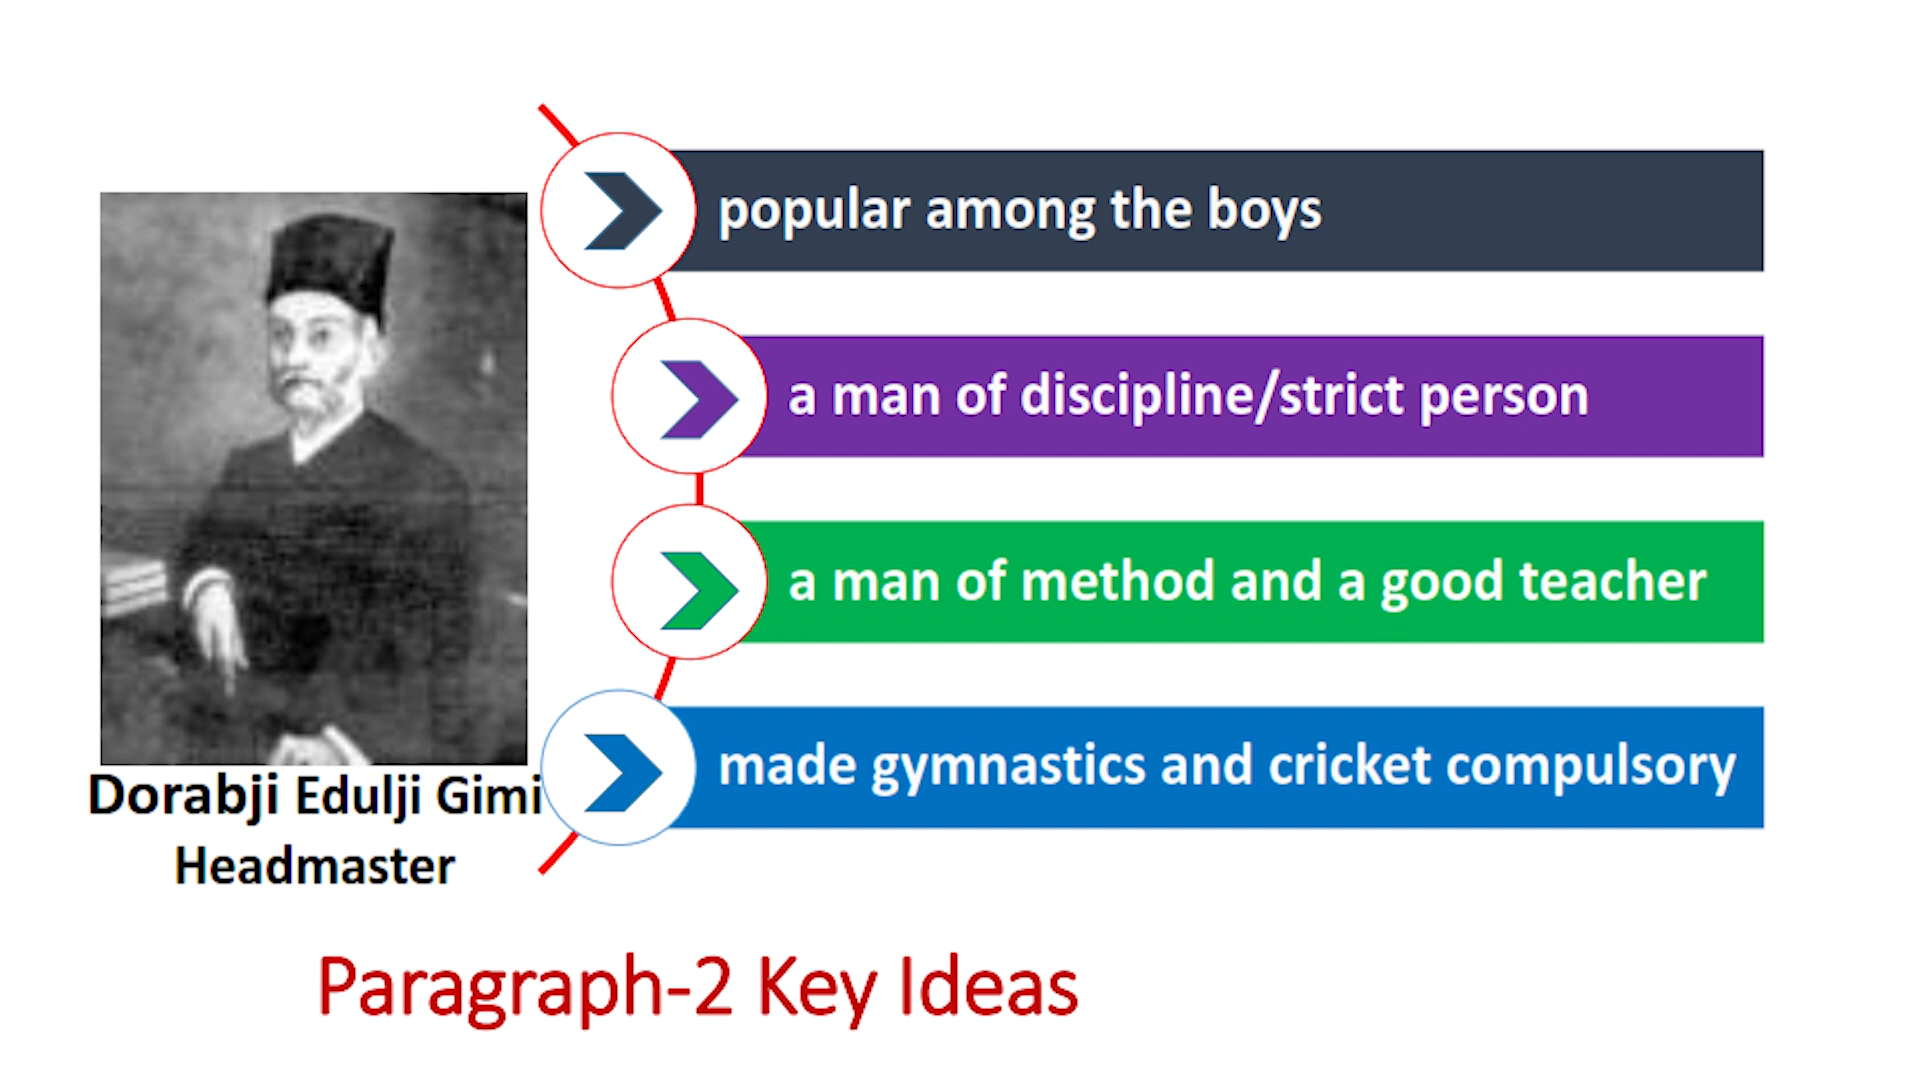 popular among the boys
a man of discipline/strict person
a man of method and a good teacher
made gymnastics and cricket compulsory
Dorabji Edulji Gimi
Headmaster
Paragraph-2 Key Ideas